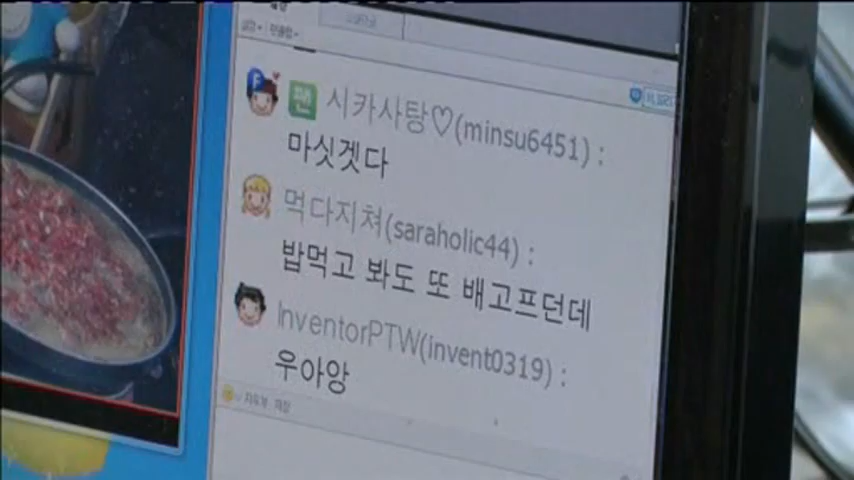 시카사탕♡(minsu6451) :
마싯겟다
먹다지쳐(saraholic44) :
밥먹고 봐도 또 배고프던데
InventorPTW(invent0319) :
우아앙